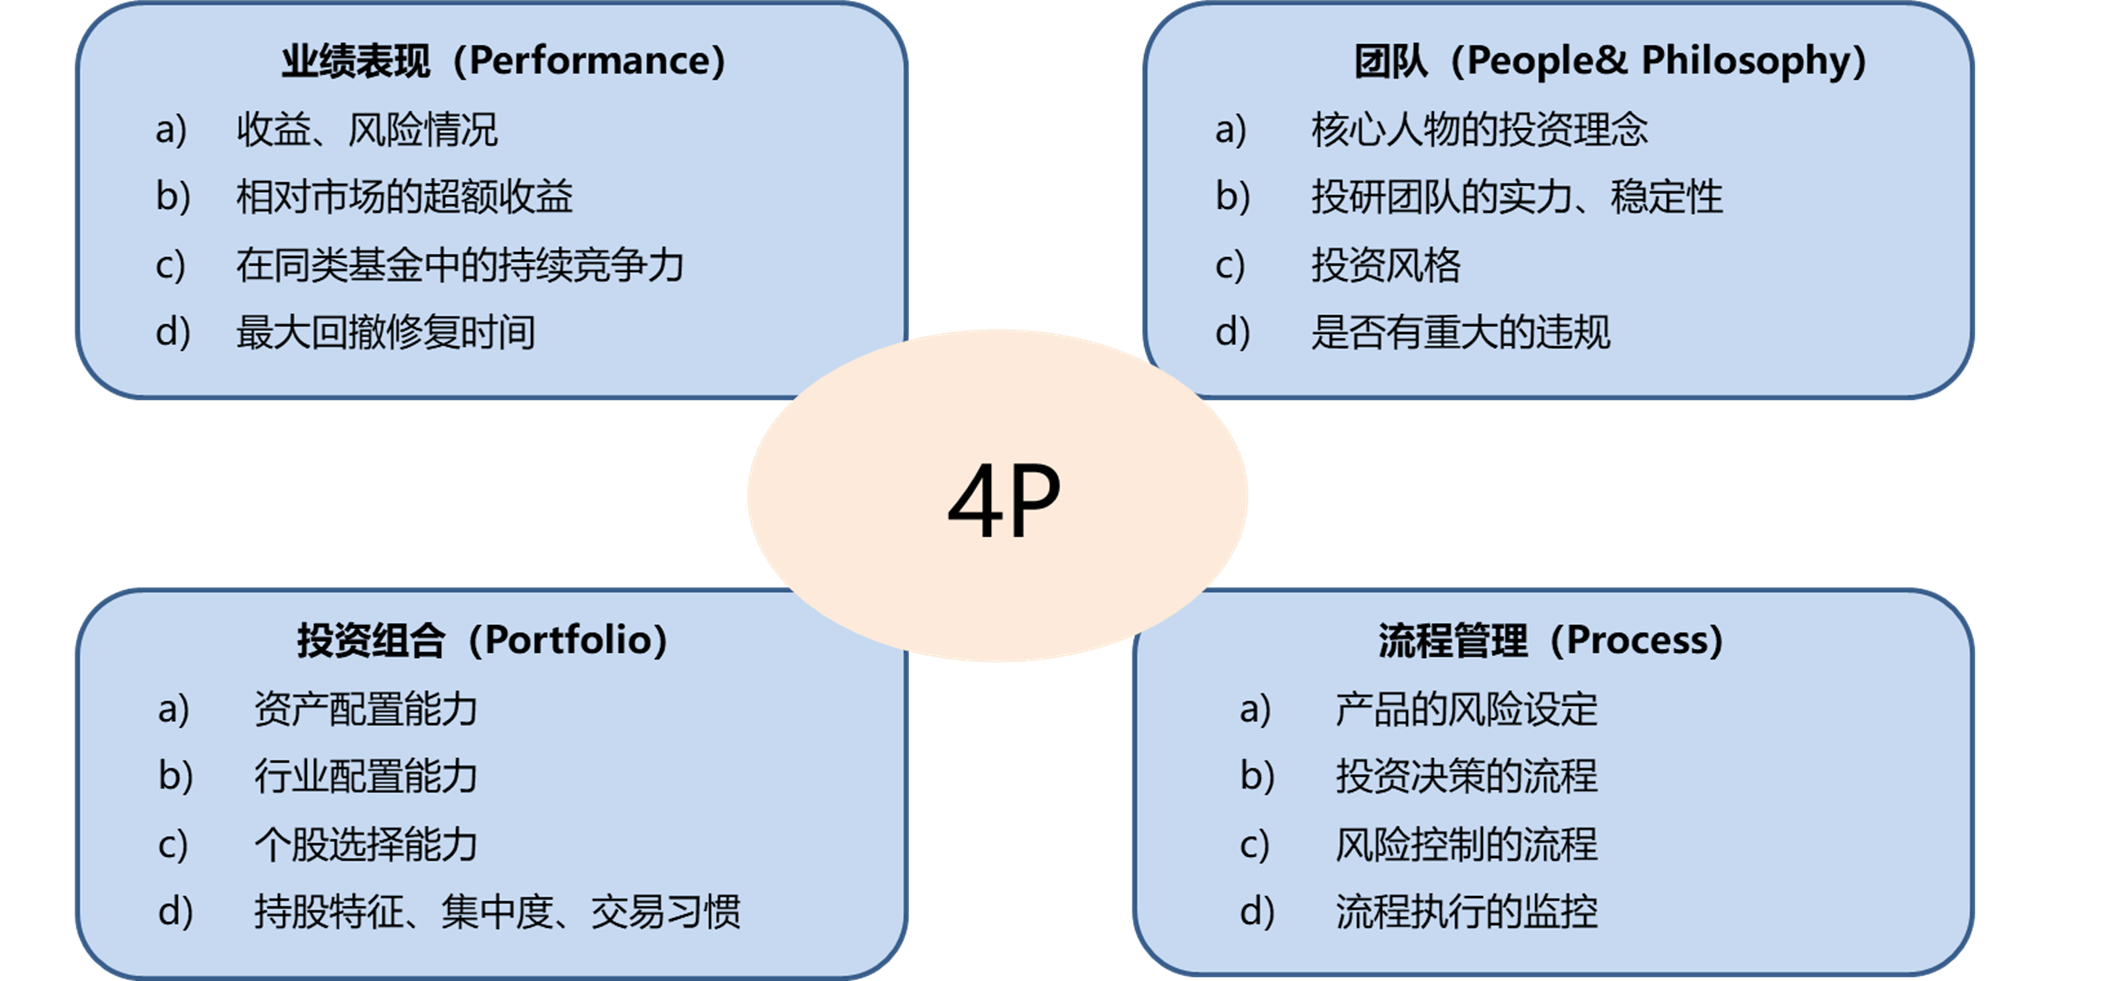 业绩表现（Performance）
a) 收益、风险情况
b) 相对市场的超额收益
c) 在同类基金中的持续竞争力
d) 最大回撤修复时间
团队（People& Philosophy）
a) 核心人物的投资理念
b) 投研团队的实力、稳定性
c) 投资风格
d) 是否有重大的违规
4P
投资组合（Portfolio）
a) 资产配置能力
b) 行业配置能力
c) 个股选择能力
d) 持股特征、集中度、交易习惯
流程管理（Process）
a) 产品的风险设定
b) 投资决策的流程
c) 风险控制的流程
d) 流程执行的监控